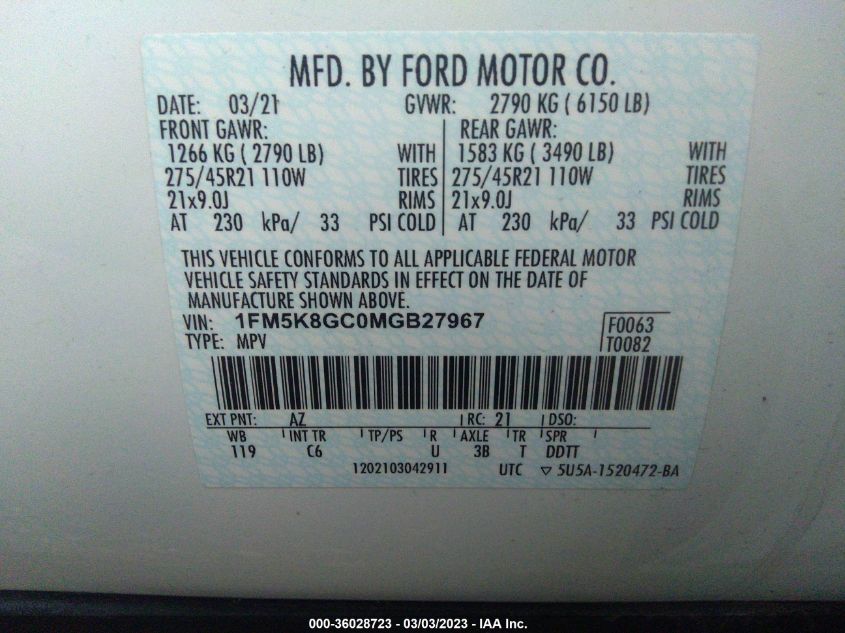 MFD. BY FORD MOTOR CO.
DATE: 03/21 GVWR: 2790 KG ( 6150 LB)
FRONT GAWR: REAR GAWR:
1266 KG ( 2790 LB) WITH 1583 KG ( 3490 LB) WITH
275/45R21 110W TIRES 275/45R21 110W TIRES
21x9.0J RIMS 21x9.0J RIMS
AT 230 kPa/ 33 PSI COLD AT 230 kPa/ 33 PSI COLD
THIS VEHICLE CONFORMS TO ALL APPLICABLE FEDERAL MOTOR
VEHICLE SAFETY STANDARDS IN EFFECT ON THE DATE OF
MANUFACTURE SHOWN ABOVE.
VIN: 1FM5K8GC0MGB27967 F0063
TYPE: MPV T0082
EXT PNT: AZ RC: 21 DSO:
WB INT TR TP/PS R AXLE TR SPR
119 C6 U 3B T DDTT
1202103042911 UTC ▽ 5U5A-1520472-BA
000-36028723 - 03/03/2023 - IAA Inc.